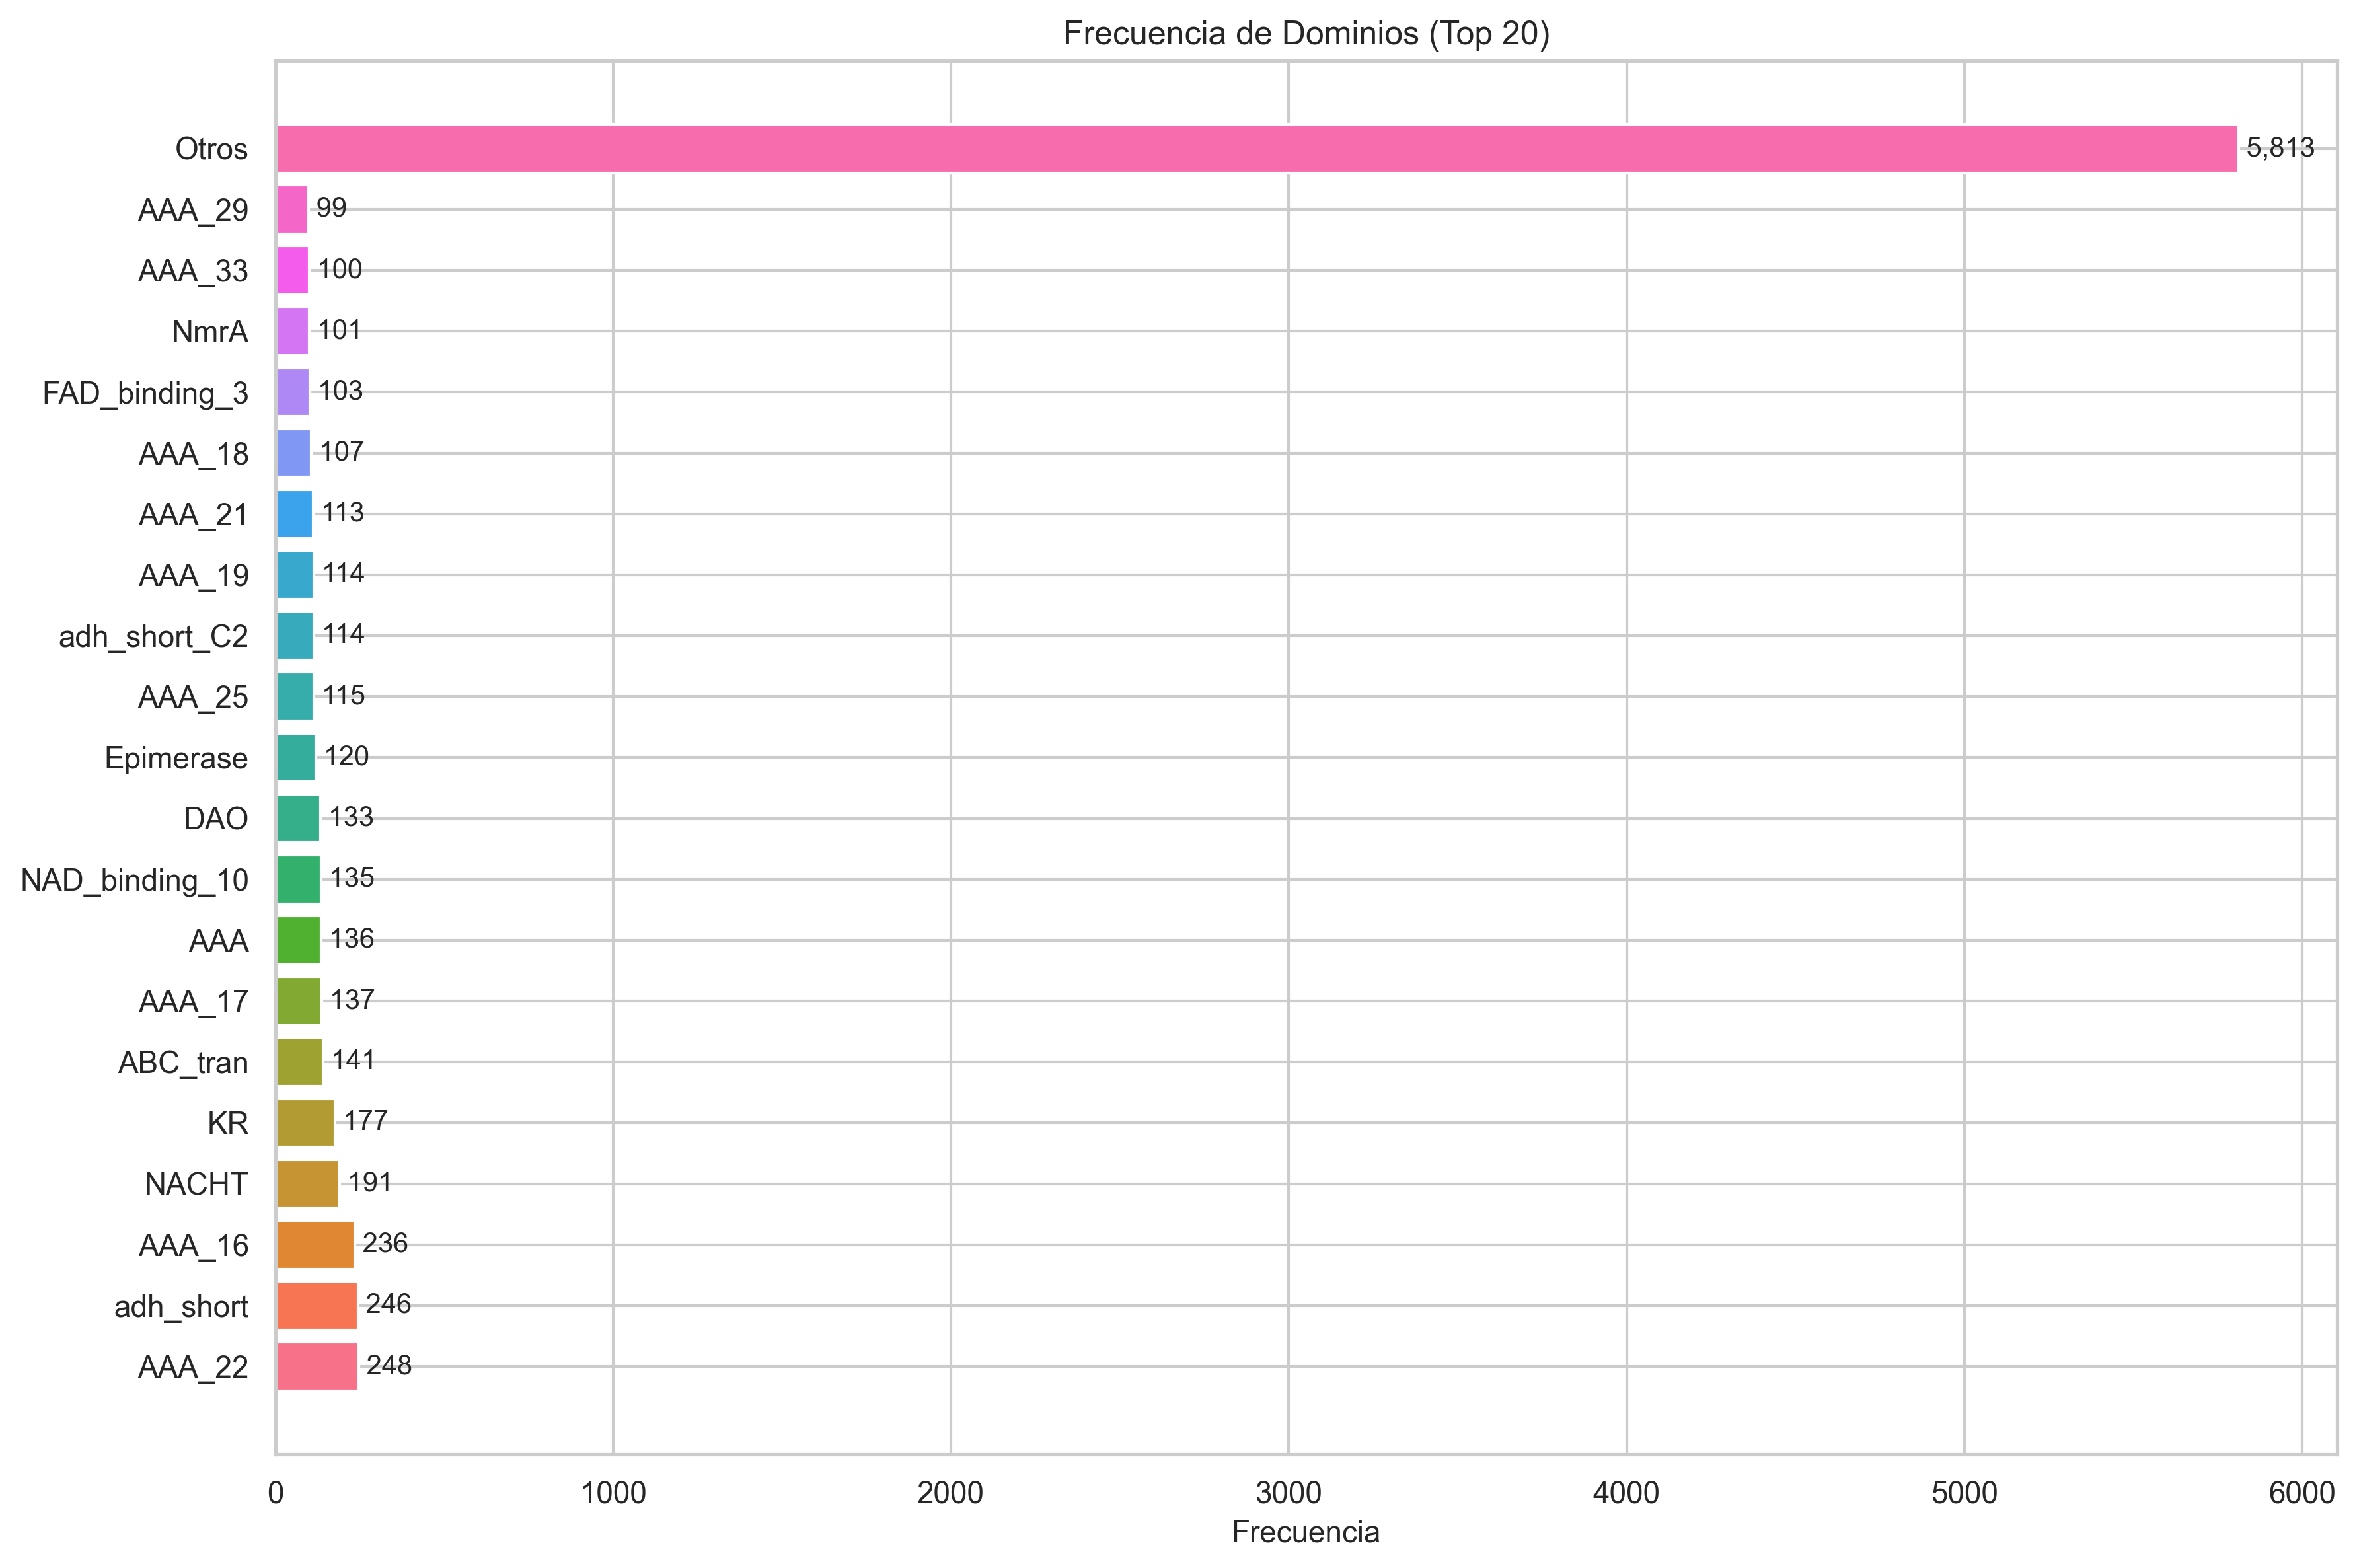 Frecuencia de Dominios (Top 20)
Otros 5,813
AAA_29 99
AAA_33 100
NmrA 101
FAD_binding_3 103
AAA_18 107
AAA_21 113
AAA_19 114
adh_short_C2 114
AAA_25 115
Epimerase 120
DAO 133
NAD_binding_10 135
AAA 136
AAA_17 137
ABC_tran 141
KR 177
NACHT 191
AAA_16 236
adh_short 246
AAA_22 248
0 1000 2000 3000 4000 5000 6000
Frecuencia